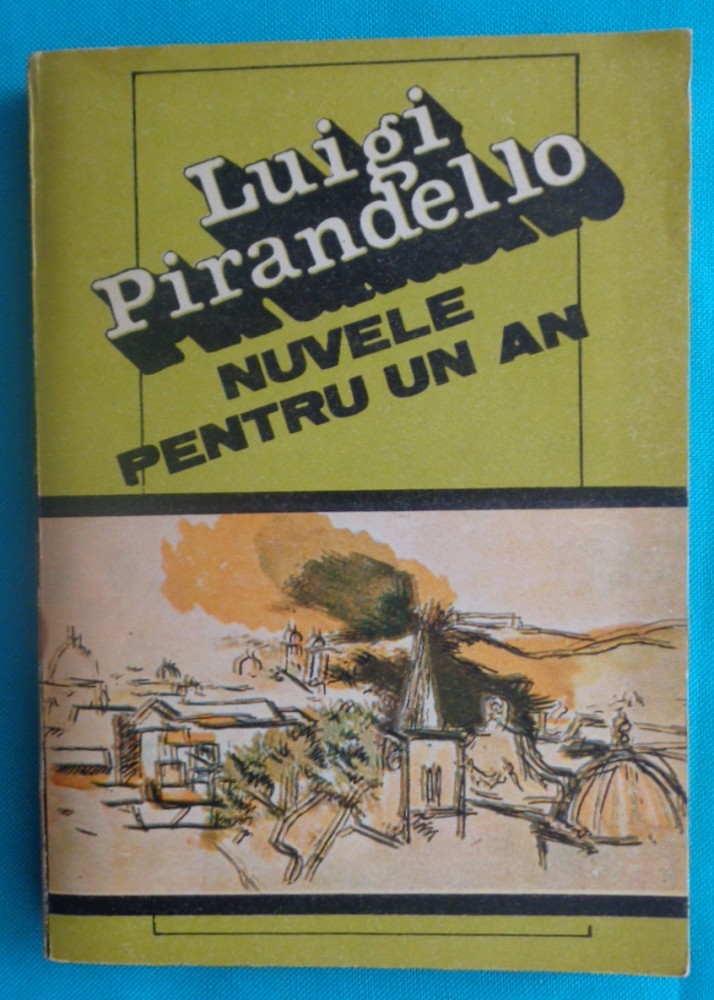 Luigi
Pirandello
NUVELE
PENTRU UN AN